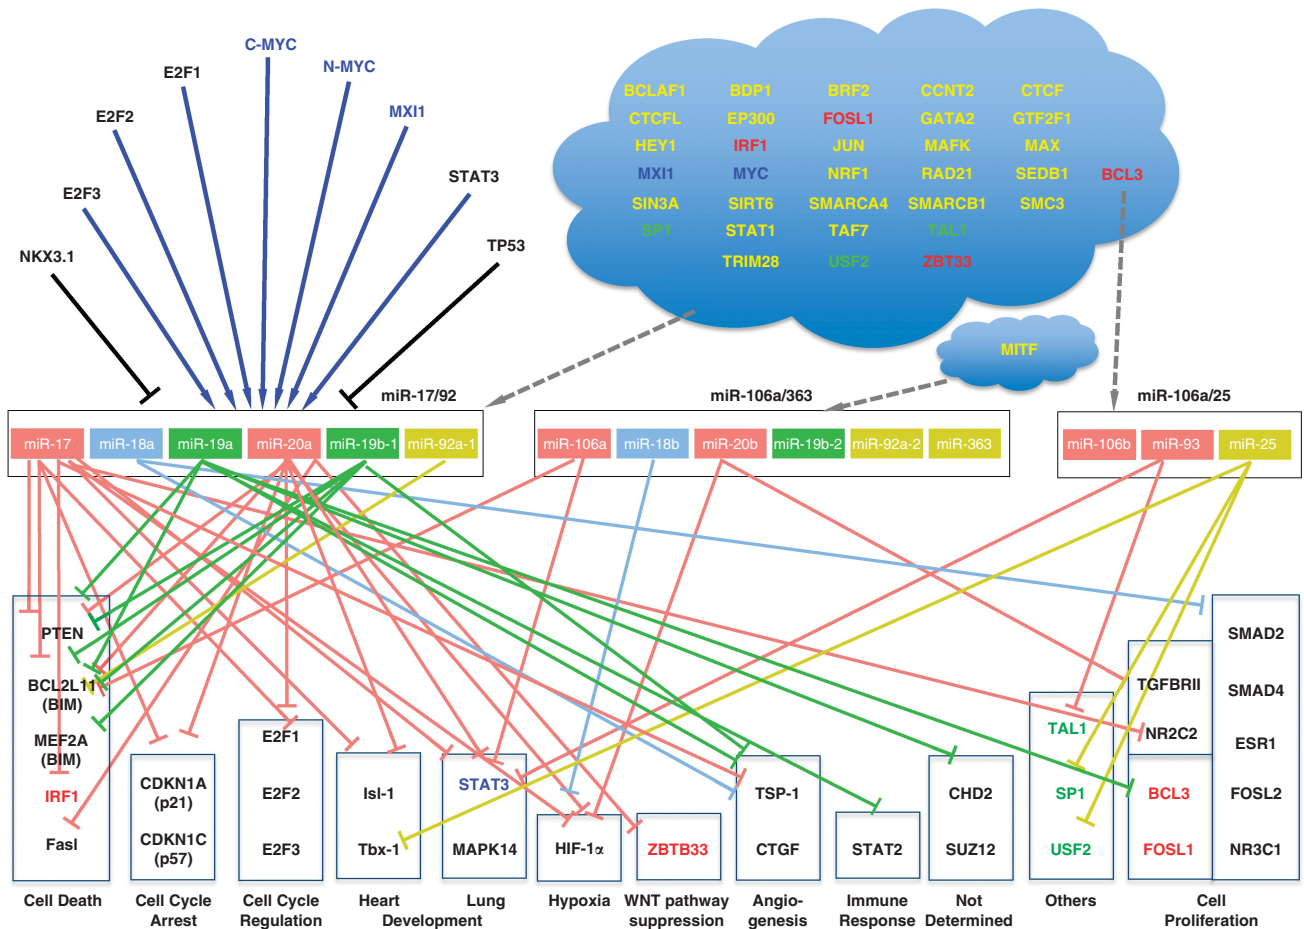 C-MYC
E2F1
N-MYC
E2F2
MXI1
E2F3
STAT3
NKX3.1
TP53
BCLAF1 BDP1 BRF2 CCNT2 CTCF
CTCFL EP300 FOSL1 GATA2 GTF2F1
HEY1 IRF1 JUN MAFK MAX
MXI1 MYC NRF1 RAD21 SEDB1 BCL3
SIN3A SIRT6 SMARCA4 SMARCB1 SMC3
SP1 STAT1 TAF7 TAL1
TRIM28 USF2 ZBT33
MITF
miR-17/92 miR-106a/363 miR-106a/25
miR-17 miR-18a miR-19a miR-20a miR-19b-1 miR-92a-1
miR-106a miR-18b miR-20b miR-19b-2 miR-92a-2 miR-363
miR-106b miR-93 miR-25
PTEN
BCL2L11
(BIM)
MEF2A
(BIM)
IRF1
Fasl
Cell Death
CDKN1A
(p21)
CDKN1C
(p57)
Cell Cycle
Arrest
E2F1
E2F2
E2F3
Cell Cycle
Regulation
Isl-1
Tbx-1
STAT3
MAPK14
Heart Lung
Development
HIF-1α
Hypoxia
ZBTB33
WNT pathway
suppression
TSP-1
CTGF
Angio-
genesis
STAT2
Immune
Response
CHD2
SUZ12
Not
Determined
TAL1
SP1
USF2
Others
TGFBRII
NR2C2
BCL3
FOSL1
SMAD2
SMAD4
ESR1
FOSL2
NR3C1
Cell
Proliferation